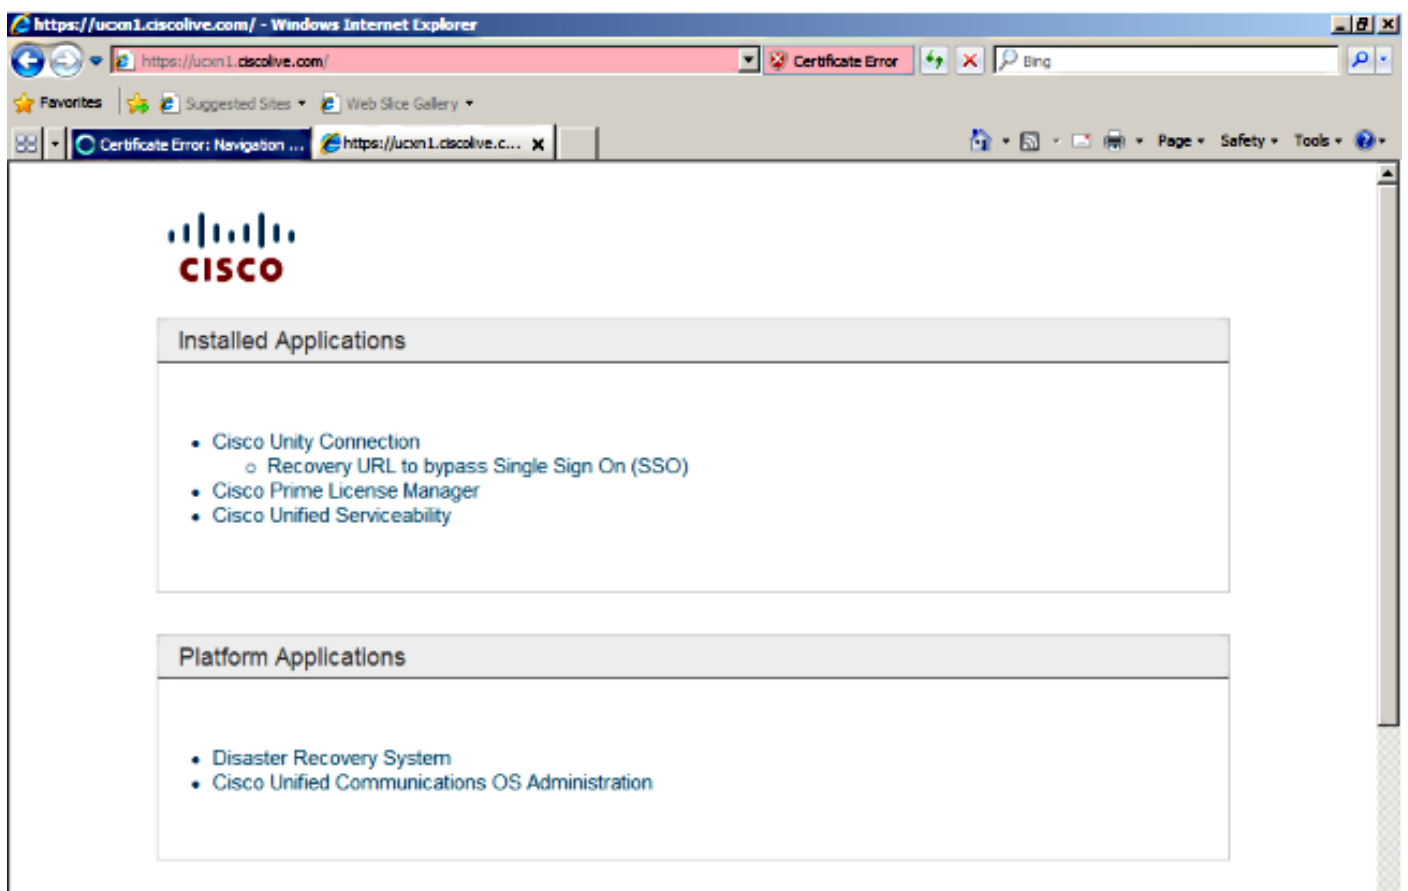 https://ucxn1.ciscolive.com/ - Windows Internet Explorer
https://ucxn1.ciscolive.com/ Certificate Error Bing
Favorites Suggested Sites Web Slice Gallery
Certificate Error: Navigation ... https://ucxn1.ciscolive.c... Page Safety Tools
CISCO
Installed Applications
Cisco Unity Connection
Recovery URL to bypass Single Sign On (SSO)
Cisco Prime License Manager
Cisco Unified Serviceability
Platform Applications
Disaster Recovery System
Cisco Unified Communications OS Administration